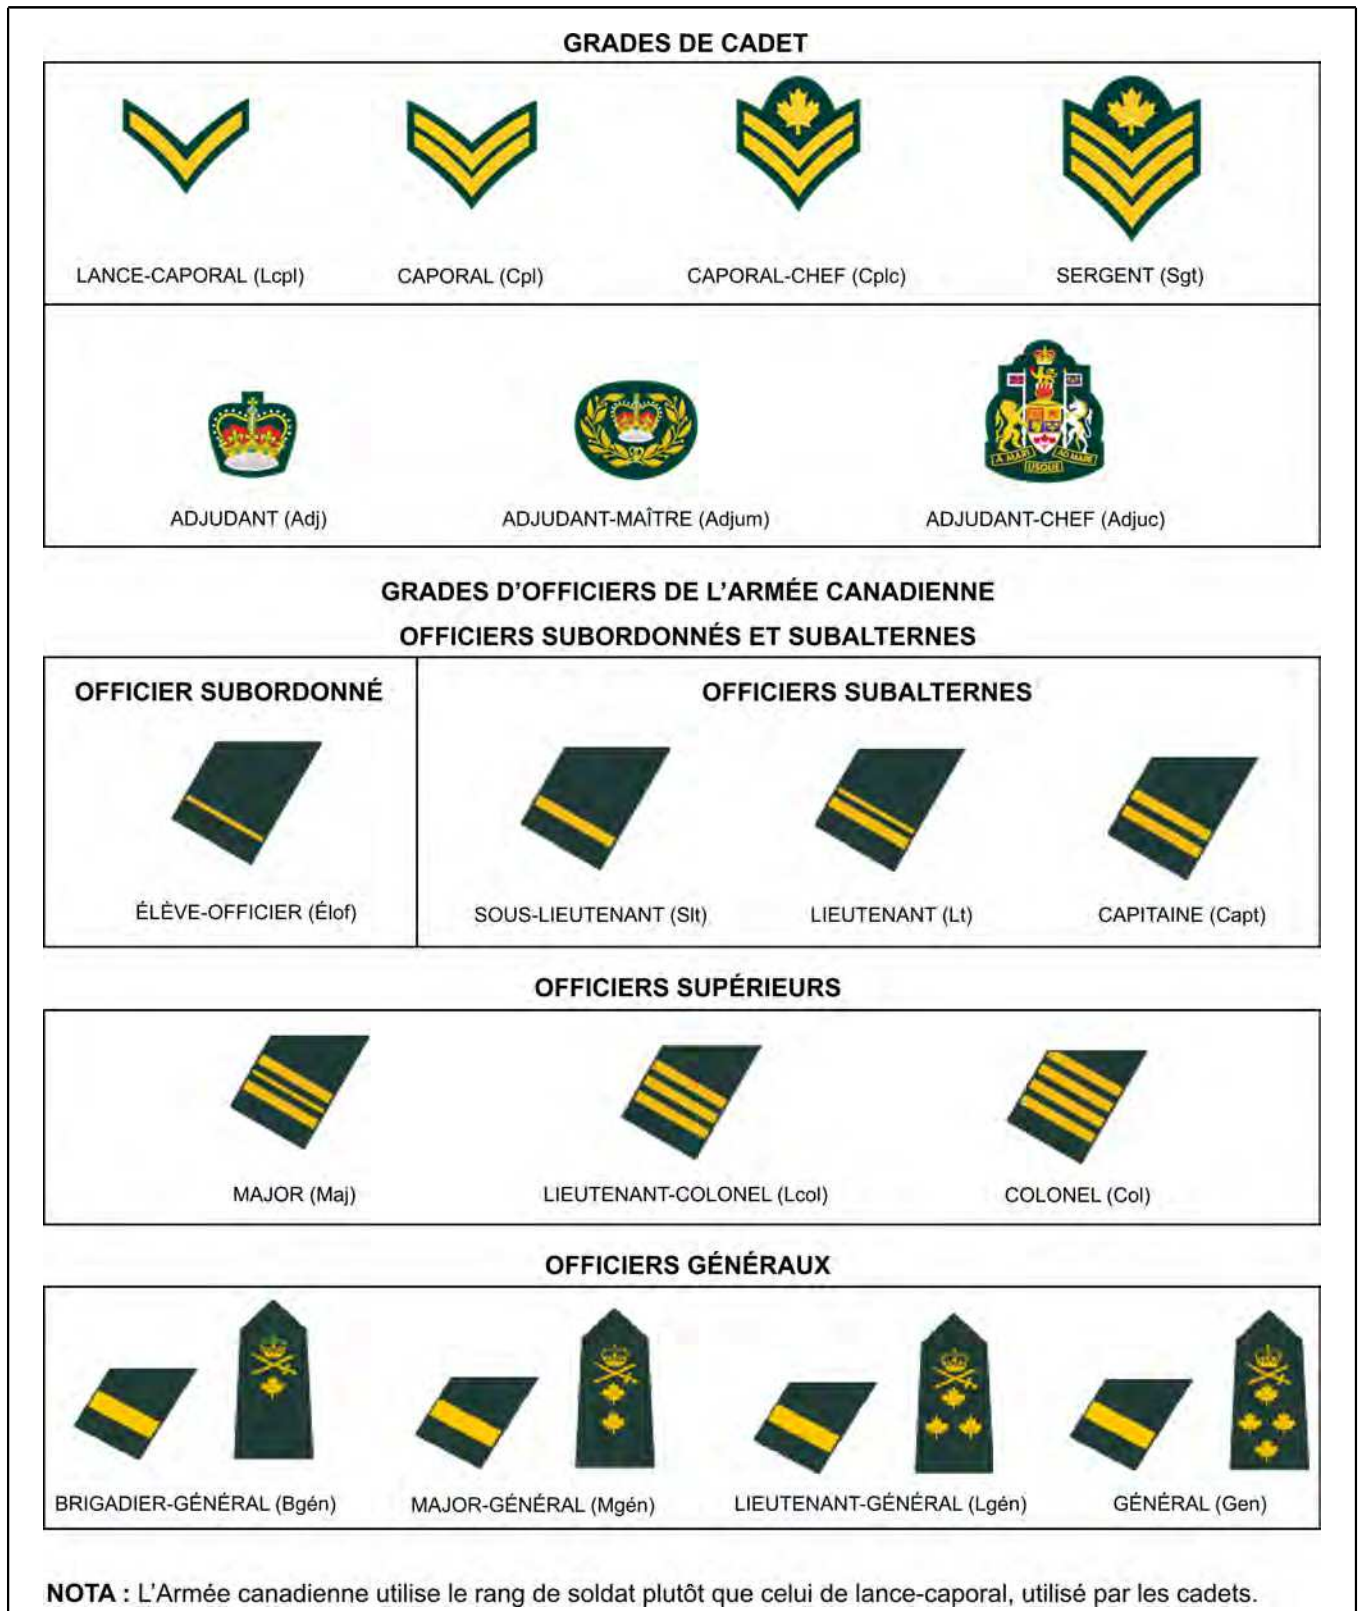 GRADES DE CADET
LANCE-CAPORAL (Lcpl)
CAPORAL (Cpl)
CAPORAL-CHEF (Cplc)
SERGENT (Sgt)
A MARI USQUE AD MARE
ADJUDANT (Adj)
ADJUDANT-MAÎTRE (Adjum)
ADJUDANT-CHEF (Adjuc)
GRADES D'OFFICIERS DE L'ARMÉE CANADIENNE
OFFICIERS SUBORDONNÉS ET SUBALTERNES
OFFICIER SUBORDONNÉ
OFFICIERS SUBALTERNES
ÉLÈVE-OFFICIER (Élof)
SOUS-LIEUTENANT (Slt)
LIEUTENANT (Lt)
CAPITAINE (Capt)
OFFICIERS SUPÉRIEURS
MAJOR (Maj)
LIEUTENANT-COLONEL (Lcol)
COLONEL (Col)
OFFICIERS GÉNÉRAUX
BRIGADIER-GÉNÉRAL (Bgén)
MAJOR-GÉNÉRAL (Mgén)
LIEUTENANT-GÉNÉRAL (Lgén)
GÉNÉRAL (Gen)
NOTA : L'Armée canadienne utilise le rang de soldat plutôt que celui de lance-caporal, utilisé par les cadets.